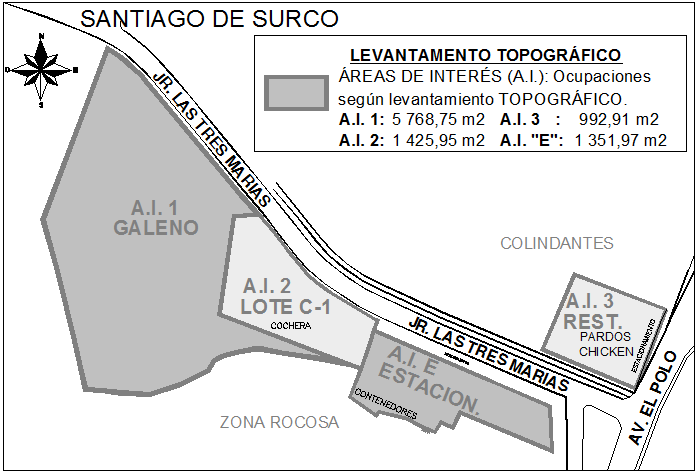 SANTIAGO DE SURCO
N
O
E
S
LEVANTAMENTO TOPOGRÁFICO
ÁREAS DE INTERÉS (A.I.): Ocupaciones
según levantamiento TOPOGRÁFICO.
A.I. 1: 5 768,75 m2 A.I. 3 : 992,91 m2
A.I. 2: 1 425,95 m2 A.I. "E": 1 351,97 m2
JR. LAS TRES MARIAS
A.I. 1
GALENO
COLINDANTES
A.I. 2
LOTE C-1
COCHERA
A.I. 3
REST.
PARDOS
CHICKEN
ESTACIONAMIENTO
JR. LAS TRES MARIAS
A.I. E
ESTACION.
CONTENEDORES
AV. EL POLO
ZONA ROCOSA